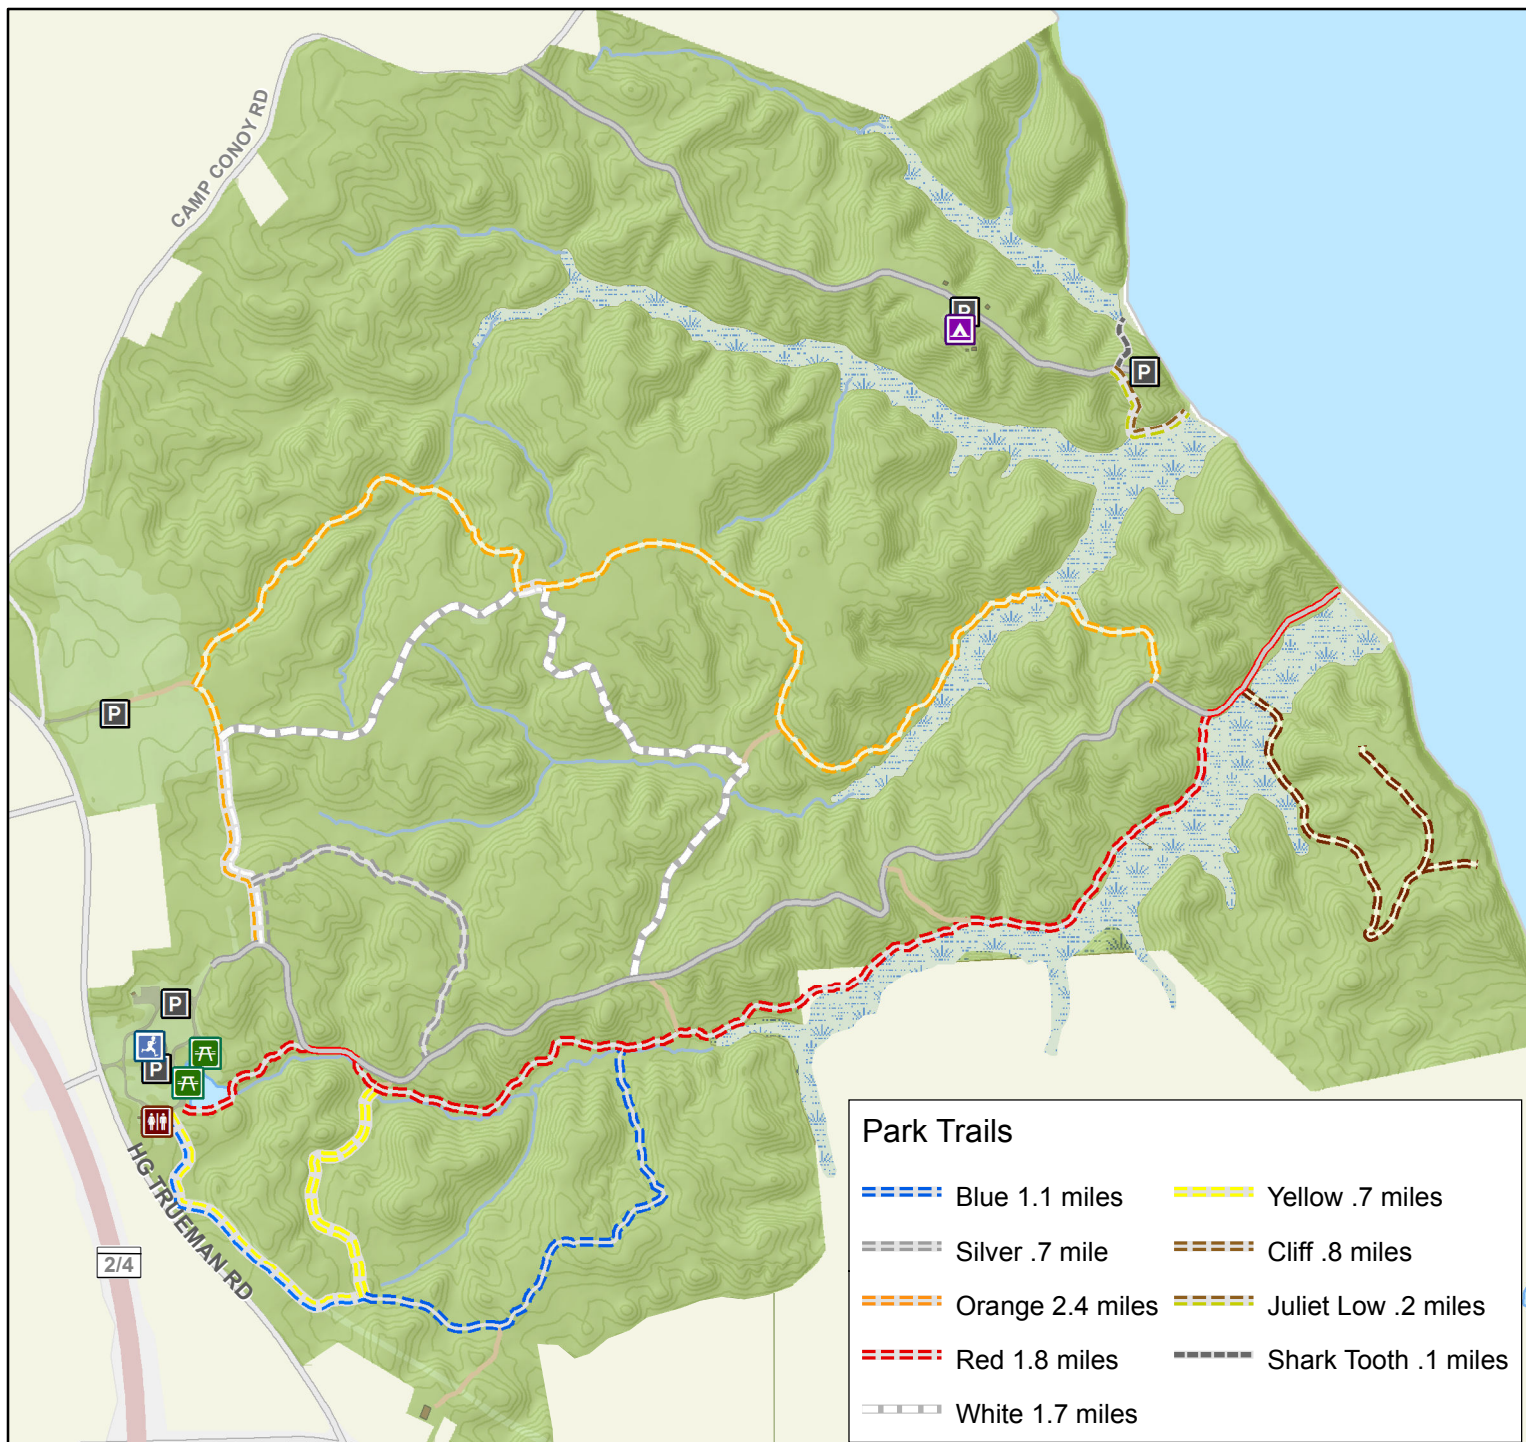 CAMP CONOY RD
P
P
P
P
P
HG TRUEMAN RD
2/4
Park Trails
Blue 1.1 miles
Silver .7 mile
Orange 2.4 miles
Red 1.8 miles
White 1.7 miles
Yellow .7 miles
Cliff .8 miles
Juliet Low .2 miles
Shark Tooth .1 miles